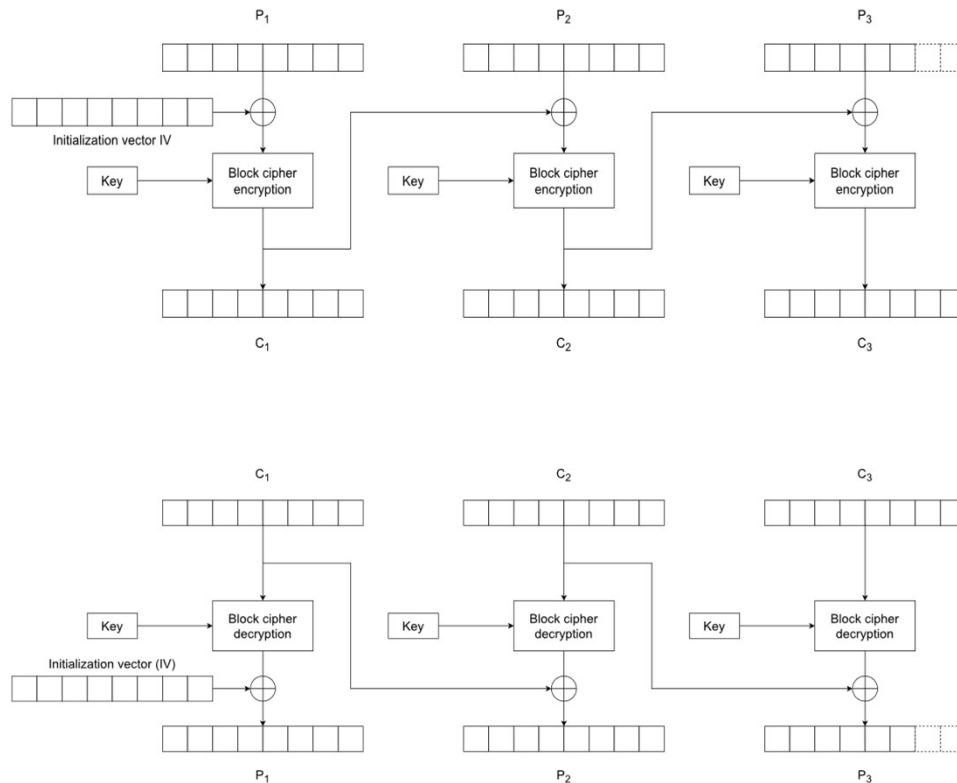 P1
P2
P3
Initialization vector IV
Key
Block cipher
encryption
Key
Block cipher
encryption
Key
Block cipher
encryption
C1
C2
C3
C1
C2
C3
Key
Block cipher
decryption
Key
Block cipher
decryption
Key
Block cipher
decryption
Initialization vector (IV)
P1
P2
P3